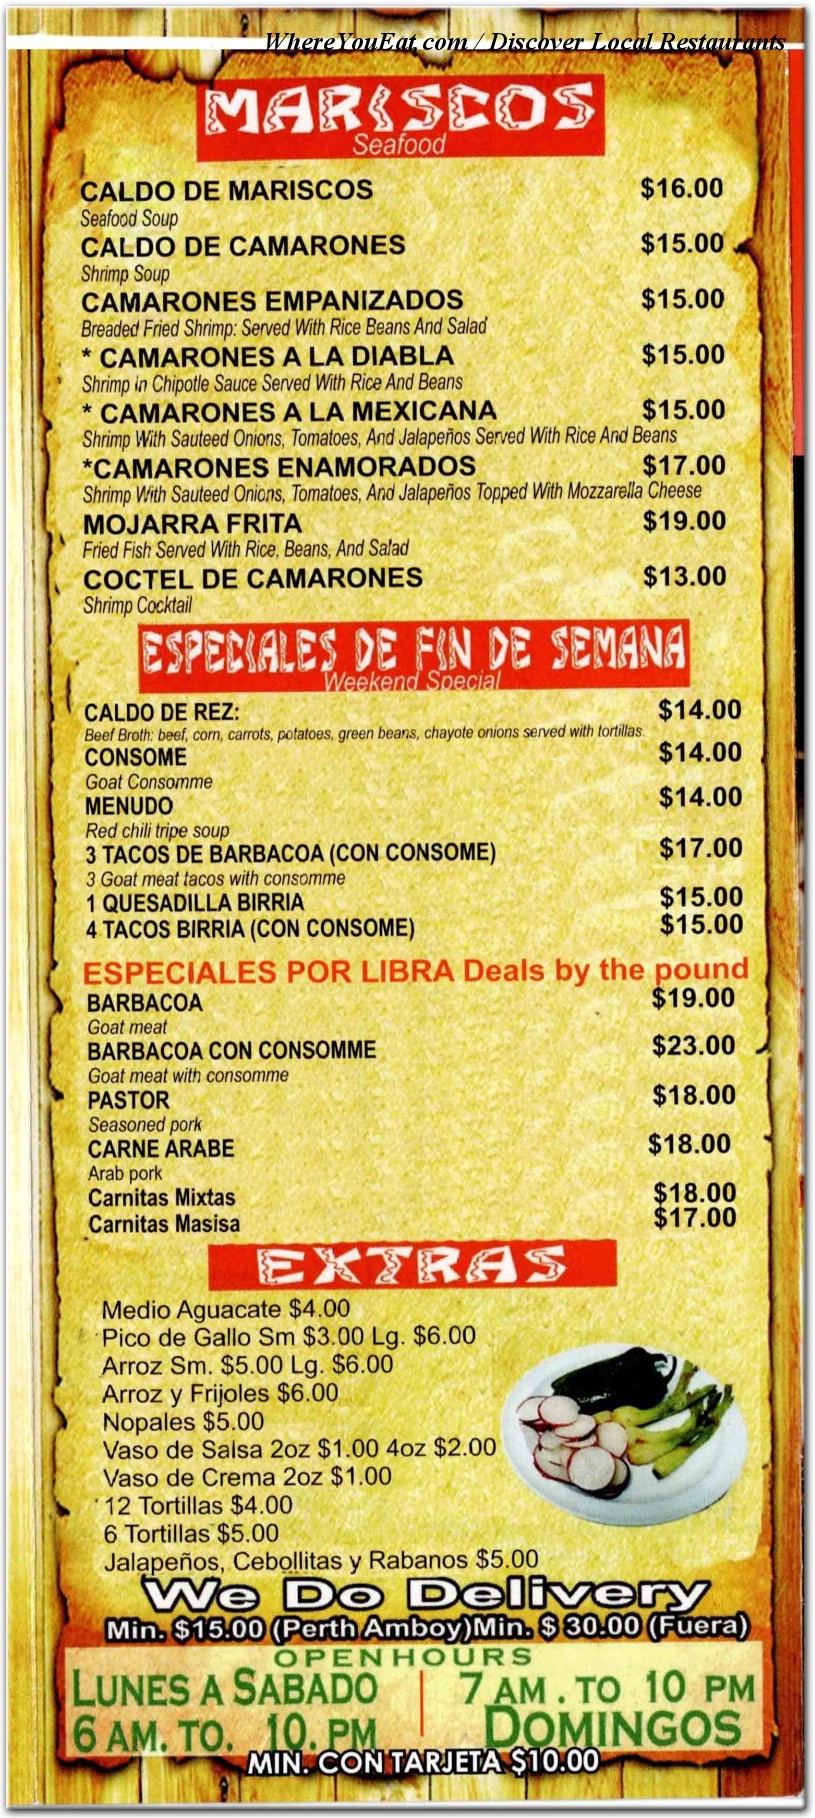 WhereYouEat.com / Discover Local Restaurants
MARISCOS
Seafood
CALDO DE MARISCOS $16.00
Seafood Soup
CALDO DE CAMARONES $15.00
Shrimp Soup
CAMARONES EMPANIZADOS $15.00
Breaded Fried Shrimp: Served With Rice Beans And Salad
* CAMARONES A LA DIABLA $15.00
Shrimp In Chipotle Sauce Served With Rice And Beans
* CAMARONES A LA MEXICANA $15.00
Shrimp With Sauteed Onions, Tomatoes, And Jalapeños Served With Rice And Beans
*CAMARONES ENAMORADOS $17.00
Shrimp With Sauteed Onions, Tomatoes, And Jalapeños Topped With Mozzarella Cheese
MOJARRA FRITA $19.00
Fried Fish Served With Rice, Beans, And Salad
COCTEL DE CAMARONES $13.00
Shrimp Cocktail
ESPECIALES DE FIN DE SEMANA
Weekend Special
CALDO DE REZ: $14.00
Beef Broth: beef, corn, carrots, potatoes, green beans, chayote onions served with tortillas.
CONSOME $14.00
Goat Consomme
MENUDO $14.00
Red chili tripe soup
3 TACOS DE BARBACOA (CON CONSOME) $17.00
3 Goat meat tacos with consomme
1 QUESADILLA BIRRIA $15.00
4 TACOS BIRRIA (CON CONSOME) $15.00
ESPECIALES POR LIBRA Deals by the pound
BARBACOA $19.00
Goat meat
BARBACOA CON CONSOMME $23.00
Goat meat with consomme
PASTOR $18.00
Seasoned pork
CARNE ARABE $18.00
Arab pork
Carnitas Mixtas $18.00
Carnitas Masisa $17.00
EXTRAS
Medio Aguacate $4.00
Pico de Gallo Sm $3.00 Lg. $6.00
Arroz Sm. $5.00 Lg. $6.00
Arroz y Frijoles $6.00
Nopales $5.00
Vaso de Salsa 2oz $1.00 4oz $2.00
Vaso de Crema 2oz $1.00
12 Tortillas $4.00
6 Tortillas $5.00
Jalapeños, Cebollitas y Rabanos $5.00
We Do Delivery
Min. $15.00 (Perth Amboy)Min. $ 30.00 (Fuera)
OPEN HOURS
LUNES A SABADO
6 AM. TO. 10. PM
7 AM. TO 10 PM
DOMINGOS
MIN. CON TARJETA $10.00